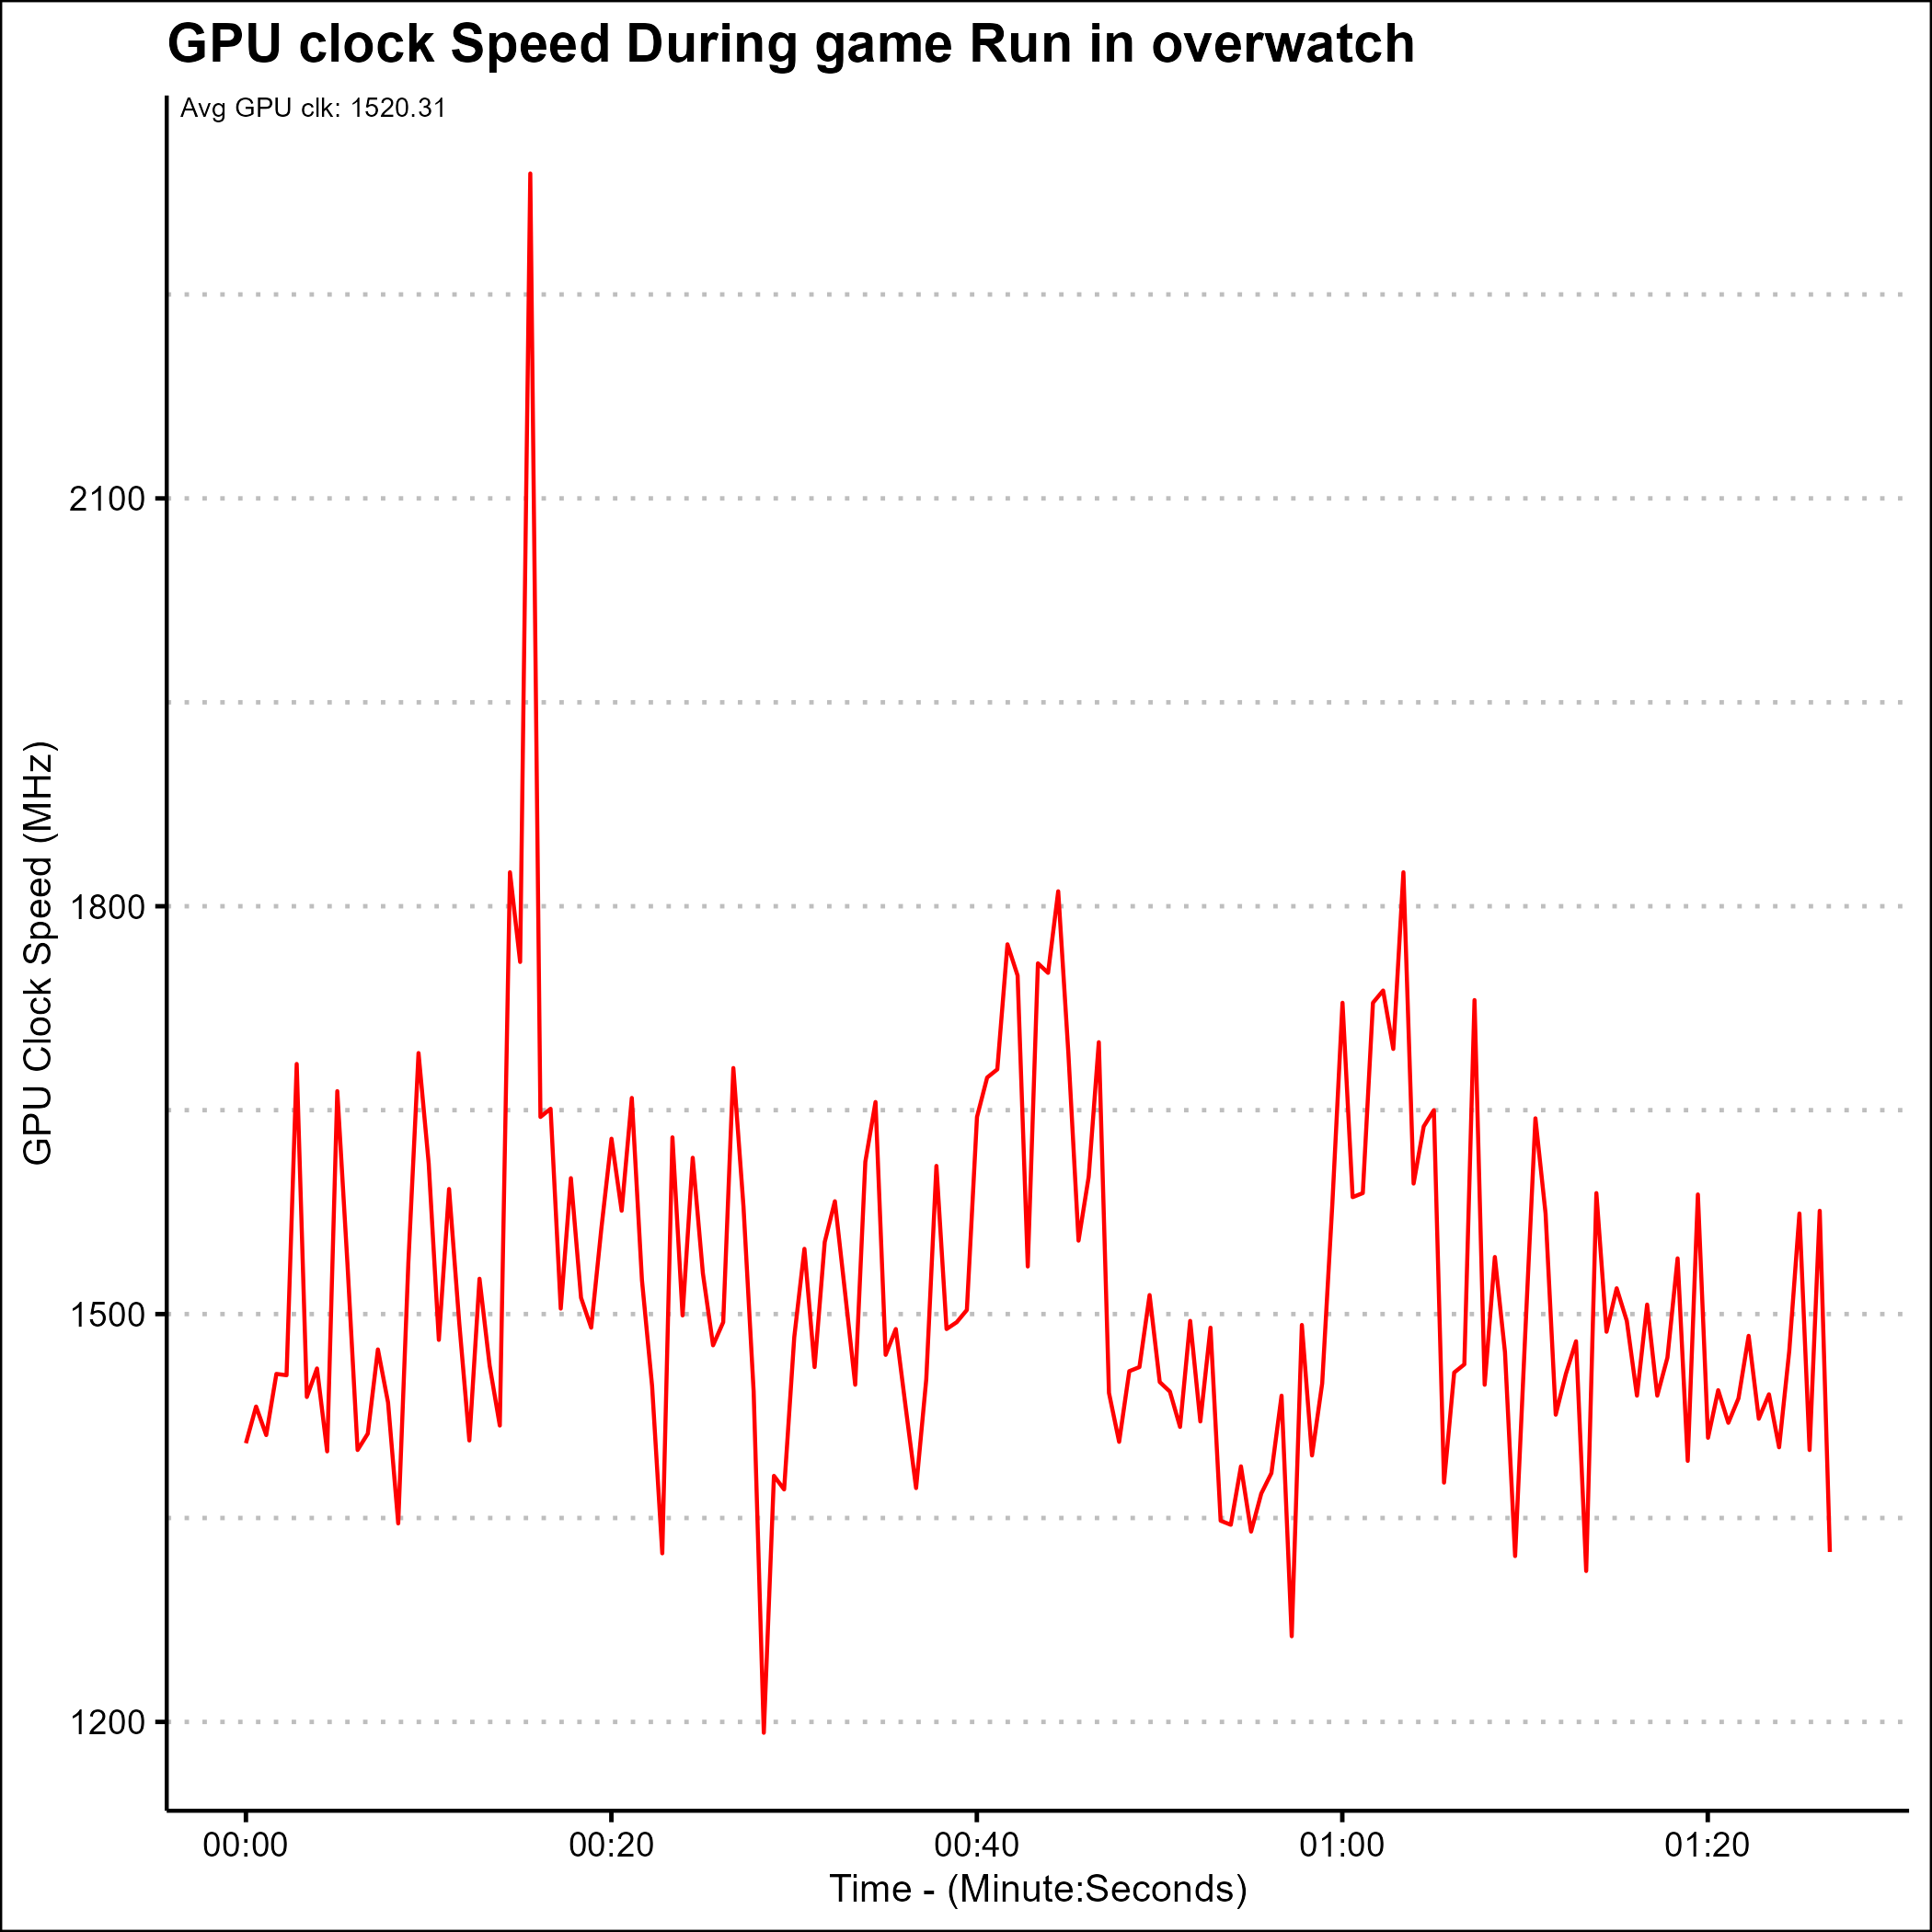 GPU clock Speed During game Run in overwatch
Avg GPU clk: 1520.31
GPU Clock Speed (MHz)
2100
1800
1500
1200
00:00 00:20 00:40 01:00 01:20
Time - (Minute:Seconds)